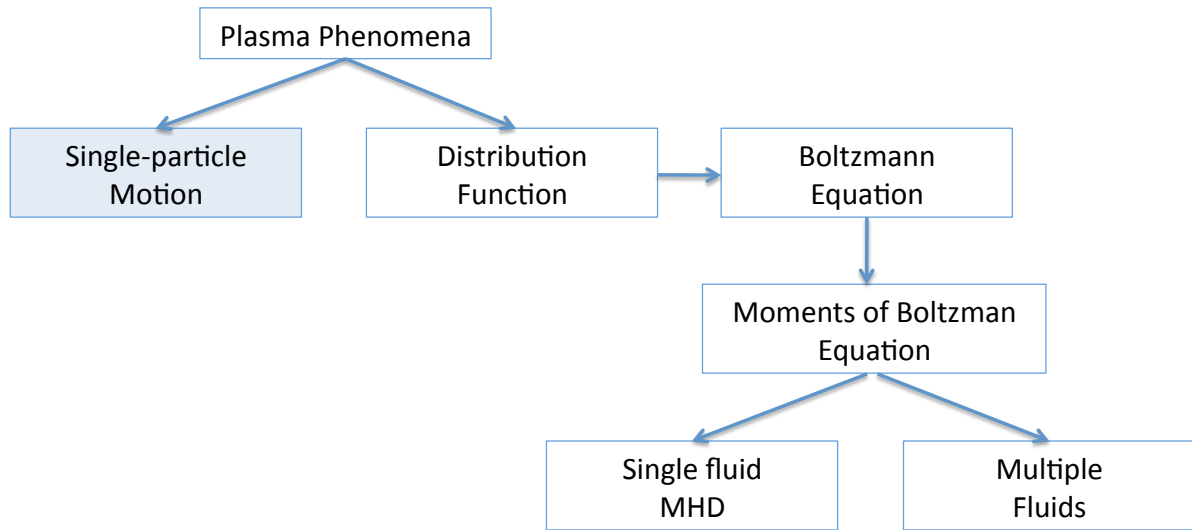 Plasma Phenomena
Single-particle
Motion
Distribution
Function
Boltzmann
Equation
Moments of Boltzman
Equation
Single fluid
MHD
Multiple
Fluids